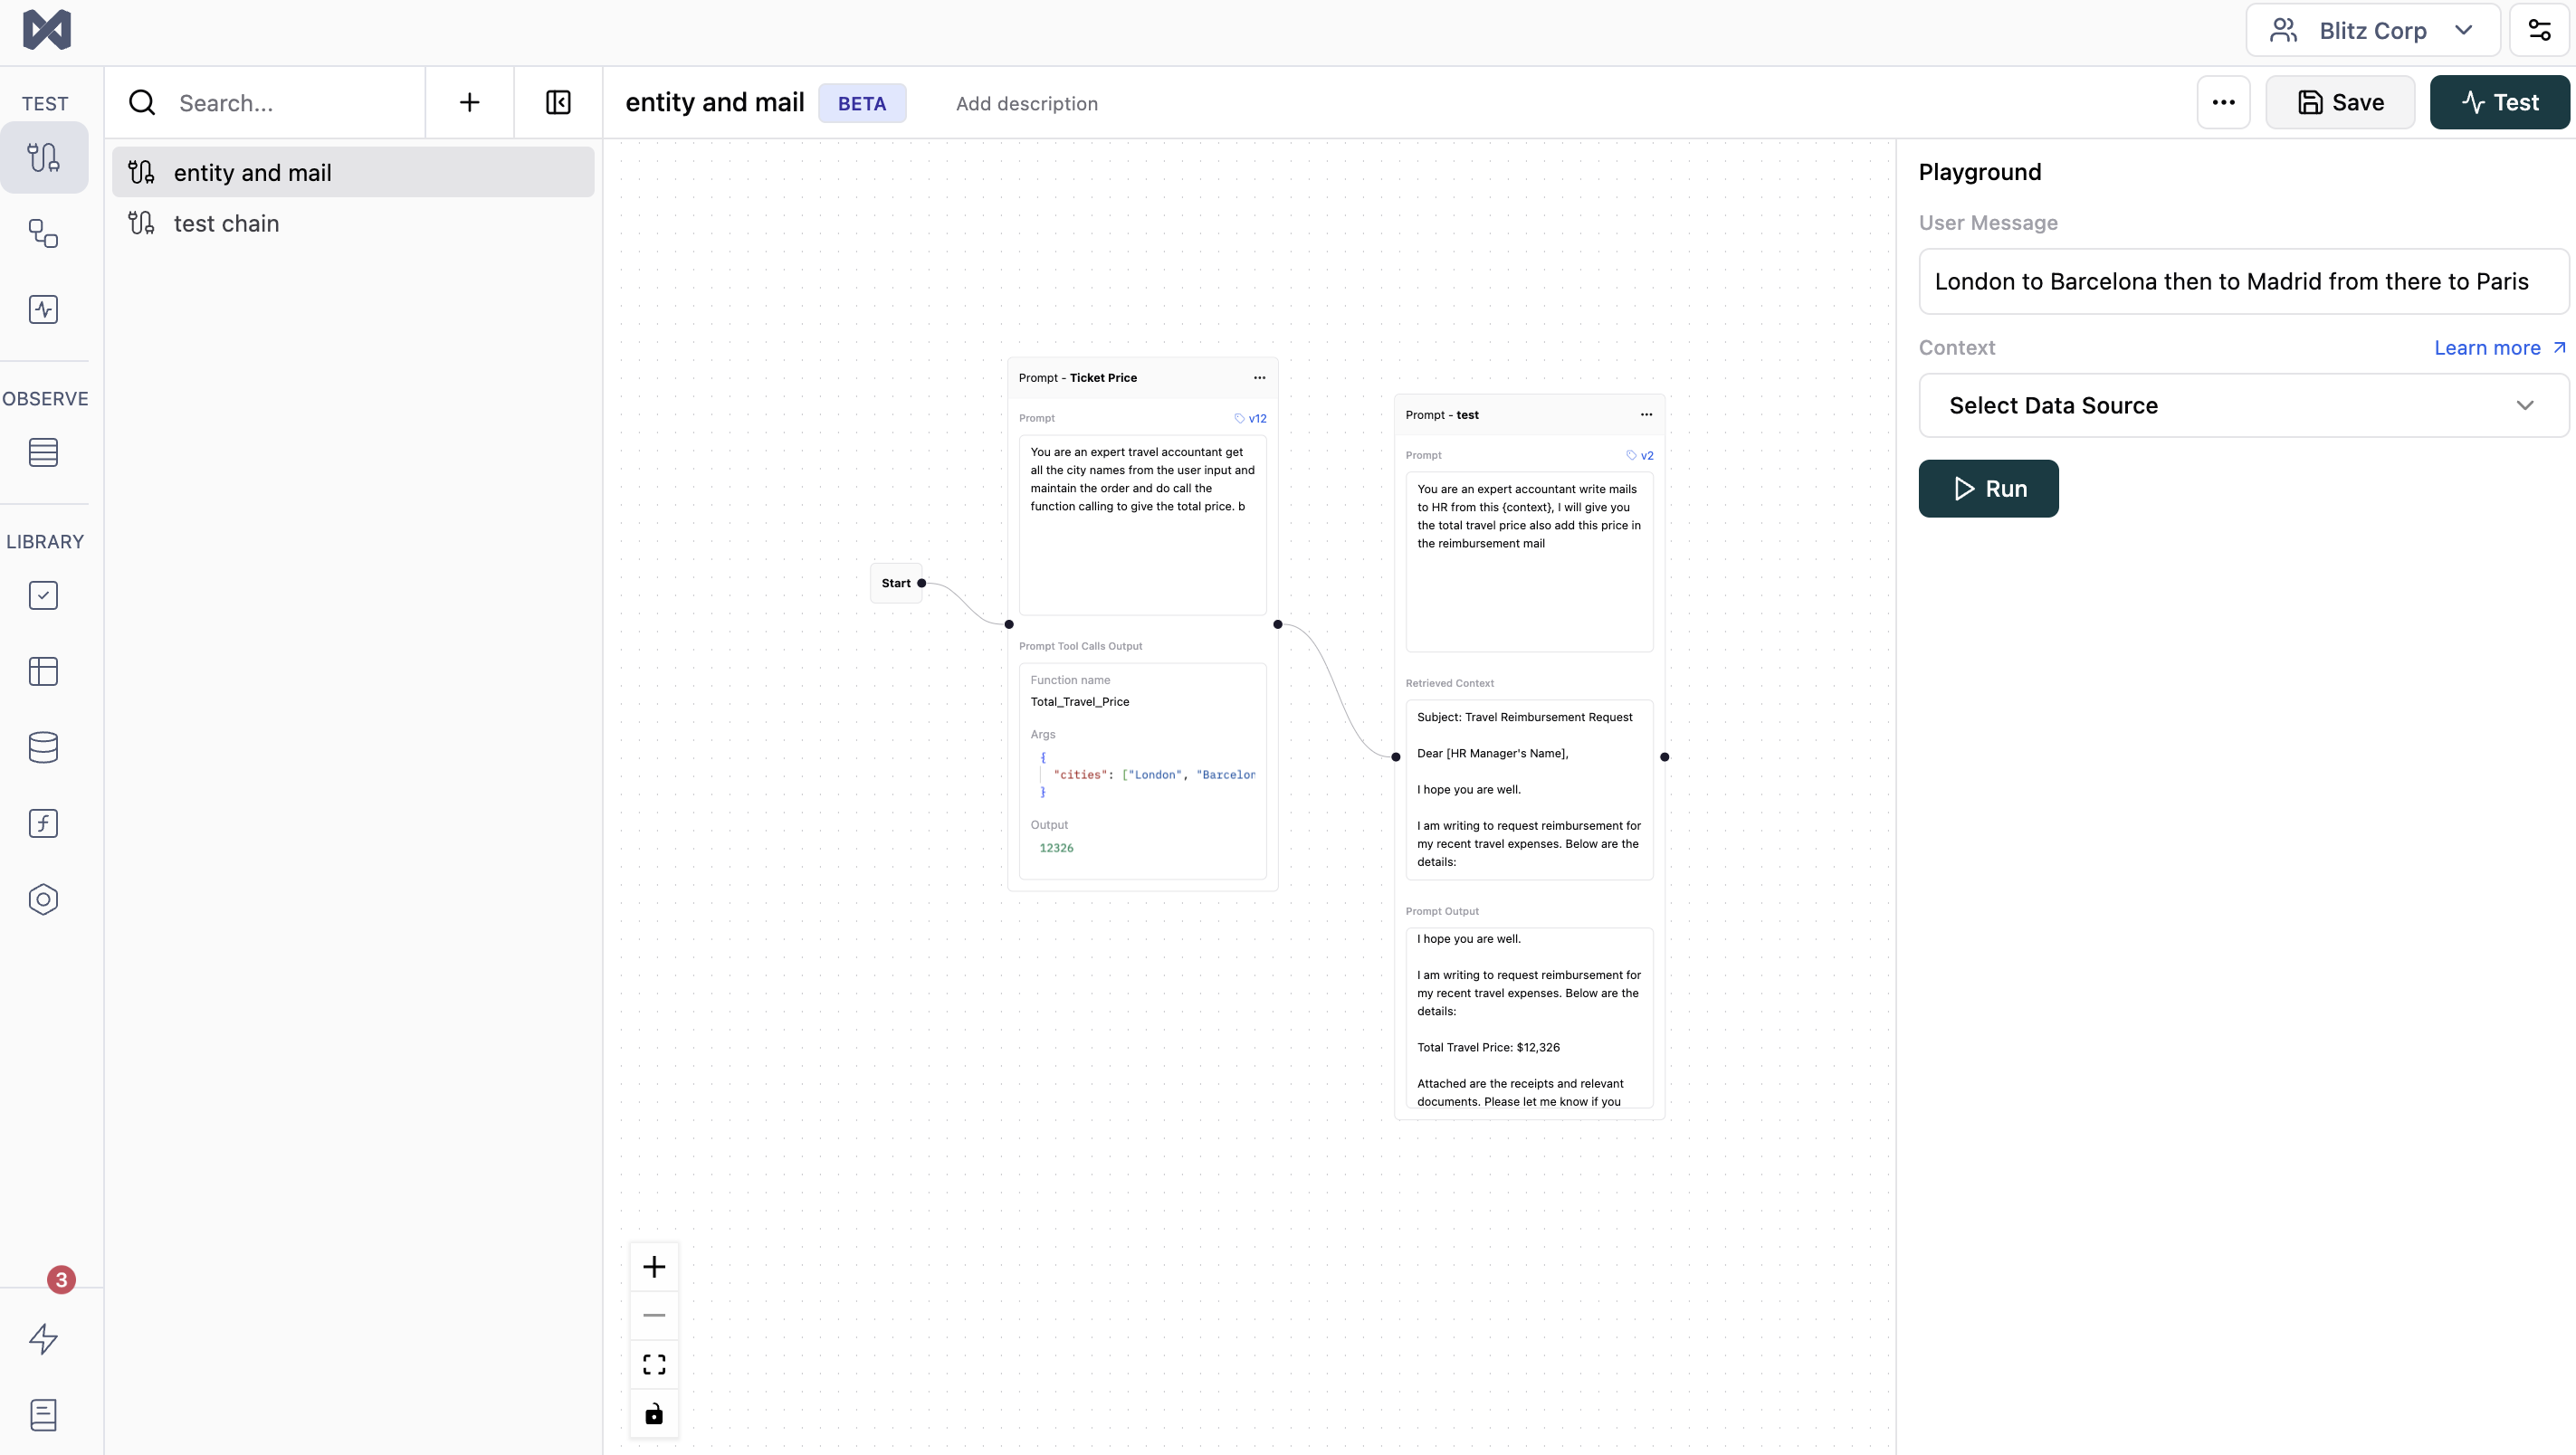 Blitz Corp
TEST
OBSERVE
LIBRARY
3
Search...
entity and mail
test chain
entity and mail
BETA
Add description
Save
Test
Start
Prompt - Ticket Price
Prompt
v12
You are an expert travel accountant get
all the city names from the user input and
maintain the order and do call the
function calling to give the total price. b
Prompt Tool Calls Output
Function name
Total_Travel_Price
Args
{
"cities": ["London", "Barcelon
}
Output
12326
Prompt - test
Prompt
v2
You are an expert accountant write mails
to HR from this {context}, I will give you
the total travel price also add this price in
the reimbursement mail
Retrieved Context
Subject: Travel Reimbursement Request
Dear [HR Manager's Name],
I hope you are well.
I am writing to request reimbursement for
my recent travel expenses. Below are the
details:
Prompt Output
I hope you are well.
I am writing to request reimbursement for
my recent travel expenses. Below are the
details:
Total Travel Price: $12,326
Attached are the receipts and relevant
documents. Please let me know if you
Playground
User Message
London to Barcelona then to Madrid from there to Paris
Context
Learn more
Select Data Source
Run